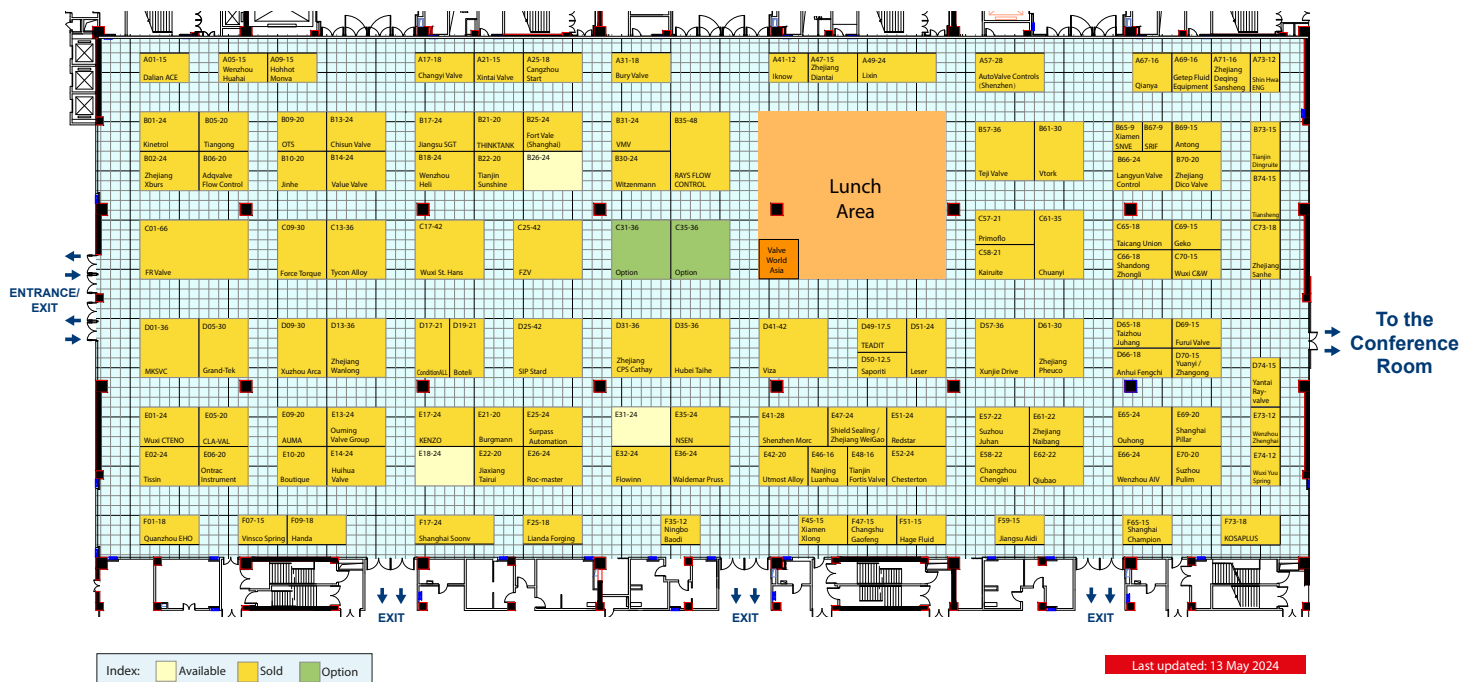 A01-15
Dalian ACE
A05-15
Wenzhou
Huahai
A09-15
Hohhot
Monva
A17-18
Changyi Valve
A21-15
Xintai Valve
A25-18
Cangzhou
Start
A31-18
Bury Valve
A41-12
Iknow
A47-15
Zhejiang
Diantai
A49-24
Lixin
A57-28
AutoValve Controls
(Shenzhen)
A67-16
Qianya
A69-16
Getep Fluid
Equipment
A71-16
Zhejiang
Deqing
Sansheng
A73-12
Shin Hwa
ENG
B01-24
Kinetrol
B05-20
Tiangong
B09-20
OTS
B13-24
Chisun Valve
B17-24
Jiangsu SGT
B21-20
THINKTANK
B25-24
Fort Vale
(Shanghai)
B31-24
VMV
B35-48
RAYS FLOW
CONTROL
Lunch
Area
B57-36
Teji Valve
B61-30
Vtork
B65-9
Xiamen
SNVE
B67-9
SRIF
B69-15
Antong
B73-15
Tianjin
Dingruite
B02-24
Zhejiang
Xburs
B06-20
Adqvalve
Flow Control
B10-20
Jinhe
B14-24
Value Valve
B18-24
Wenzhou
Heli
B22-20
Tianjin
Sunshine
B26-24
B30-24
Witzenmann
B66-24
Langyun Valve
Control
B70-20
Zhejiang
Dico Valve
B74-15
Tiansheng
C01-66
FR Valve
C09-30
Force Torque
C13-36
Tycon Alloy
C17-42
Wuxi St. Hans
C25-42
FZV
C31-36
Option
C35-36
Option
Valve
World
Asia
C57-21
Primoflo
C58-21
Kairuite
C61-35
Chuanyi
C65-18
Taicang Union
C69-15
Geko
C66-18
Shandong
Zhongli
C70-15
Wuxi C&W
C73-18
Zhejiang
Sanhe
ENTRANCE/
EXIT
To the
Conference
Room
D01-36
MKSVC
D05-30
Grand-Tek
D09-30
Xuzhou Arca
D13-36
Zhejiang
Wanlong
D17-21
ConditionALL
D19-21
Boteli
D25-42
SIP Stard
D31-36
Zhejiang
CPS Cathay
D35-36
Hubei Taihe
D41-42
Viza
D49-17.5
TEADIT
D50-12.5
Saporiti
D51-24
Leser
D57-36
Xunjie Drive
D61-30
Zhejiang
Pheuco
D65-18
Taizhou
Juhang
D69-15
Furui Valve
D66-18
Anhui Fengchi
D70-15
Yuanyi /
Zhangong
D74-15
Yantai
Ray-
valve
E01-24
Wuxi CTENO
E05-20
CLA-VAL
E09-20
AUMA
E13-24
Ouming
Valve Group
E17-24
KENZO
E21-20
Burgmann
E25-24
Surpass
Automation
E31-24
E35-24
NSEN
E41-28
Shenzhen Morc
E47-24
Shield Sealing /
Zhejiang WeiGao
E51-24
Redstar
E57-22
Suzhou
Juhan
E61-22
Zhejiang
Naibang
E65-24
Ouhong
E69-20
Shanghai
Pillar
E73-12
Wenzhou
Zhenghai
E02-24
Tissin
E06-20
Ontrac
Instrument
E10-20
Boutique
E14-24
Huihua
Valve
E18-24
E22-20
Jiaxiang
Tairui
E26-24
Roc-master
E32-24
Flowinn
E36-24
Waldemar Pruss
E42-20
Utmost Alloy
E46-16
Nanjing
Luanhua
E48-16
Tianjin
Fortis Valve
E52-24
Chesterton
E58-22
Changzhou
Chenglei
E62-22
Qiubao
E66-24
Wenzhou AIV
E70-20
Suzhou
Pulim
E74-12
Wuxi Yuu
Spring
F01-18
Quanzhou EHO
F07-15
Vinsco Spring
F09-18
Handa
F17-24
Shanghai Soonv
F25-18
Lianda Forging
F35-12
Ningbo
Baodi
F45-15
Xiamen
Xlong
F47-15
Changshu
Gaofeng
F51-15
Hage Fluid
F59-15
Jiangsu Aidi
F65-15
Shanghai
Champion
F73-18
KOSAPLUS
EXIT
EXIT
EXIT
Index: Available Sold Option
Last updated: 13 May 2024